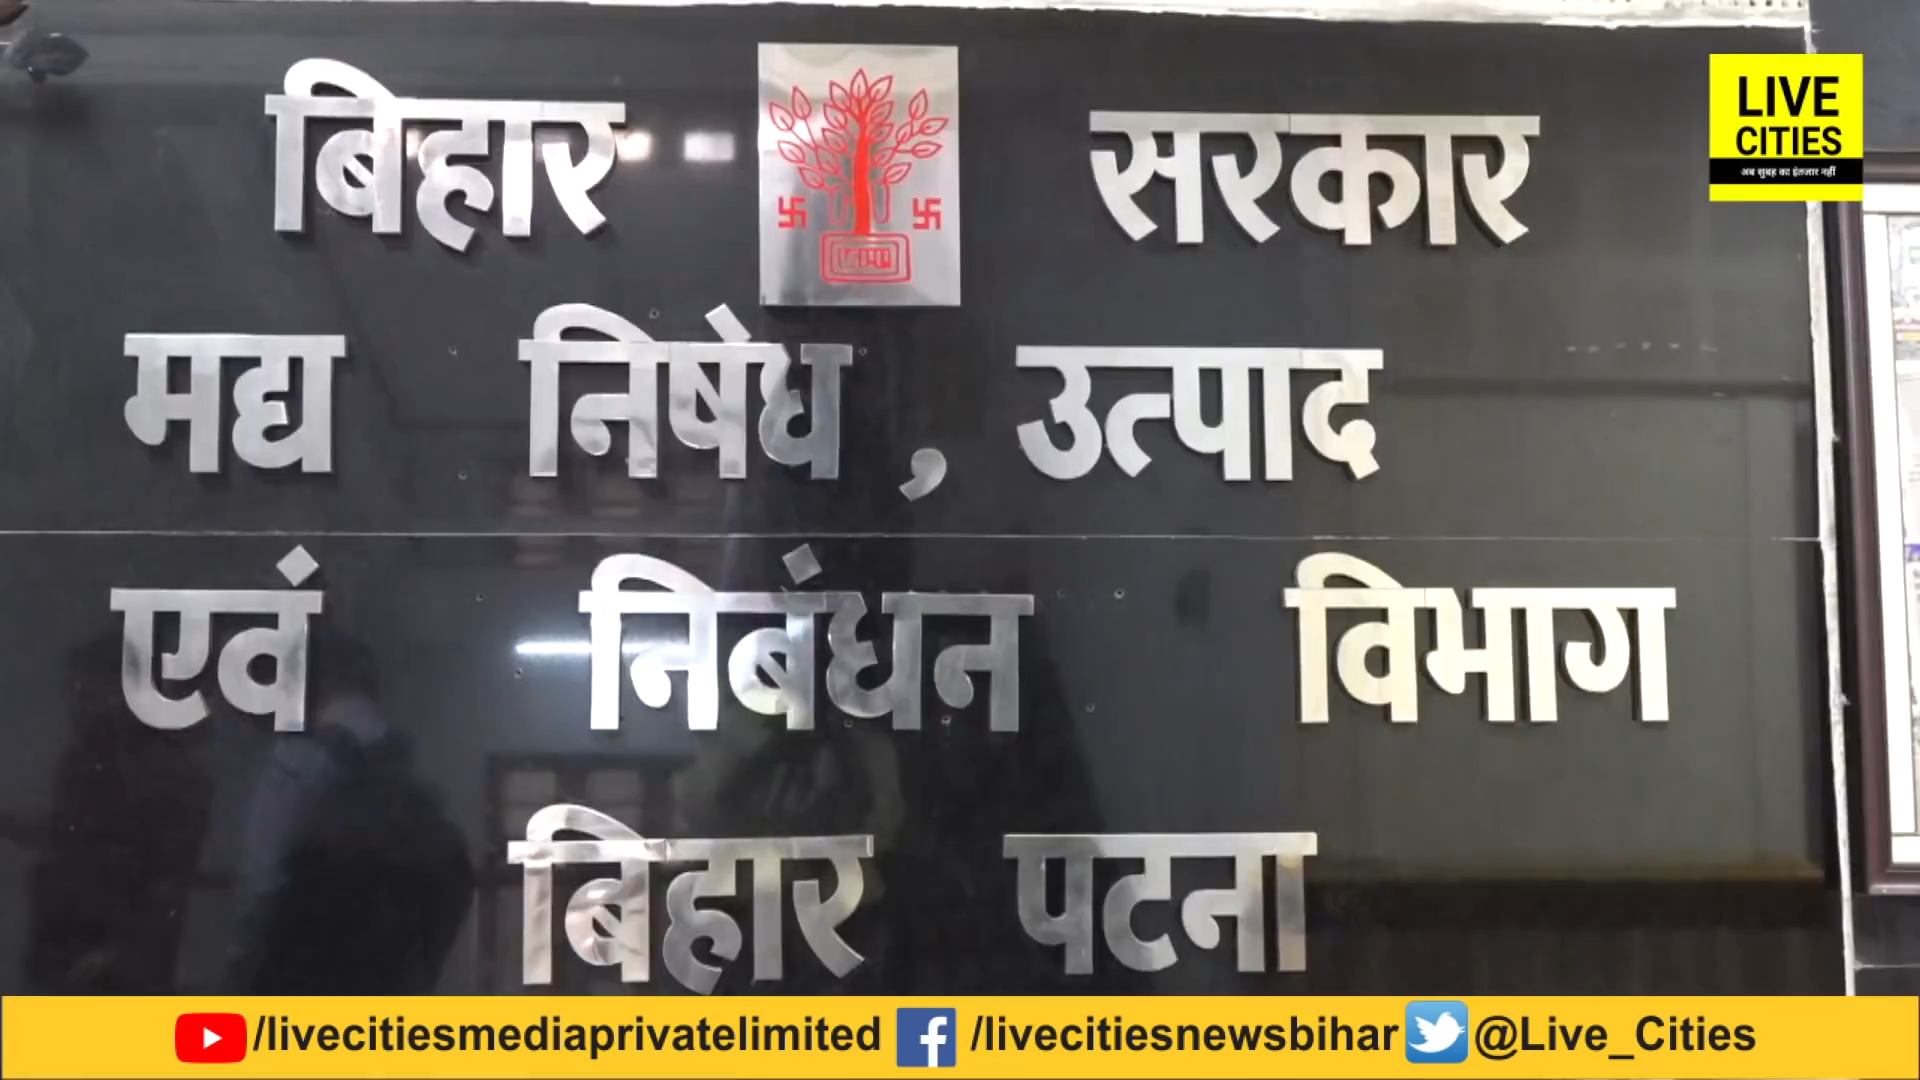 बिहार सरकार
LIVE
CITIES
अब सुबह का इंतजार नहीं
मद्य निषेध , उत्पाद
एवं निबंधन विभाग
बिहार पटना
/livecitiesmediaprivatelimited /livecitiesnewsbihar @Live_Cities